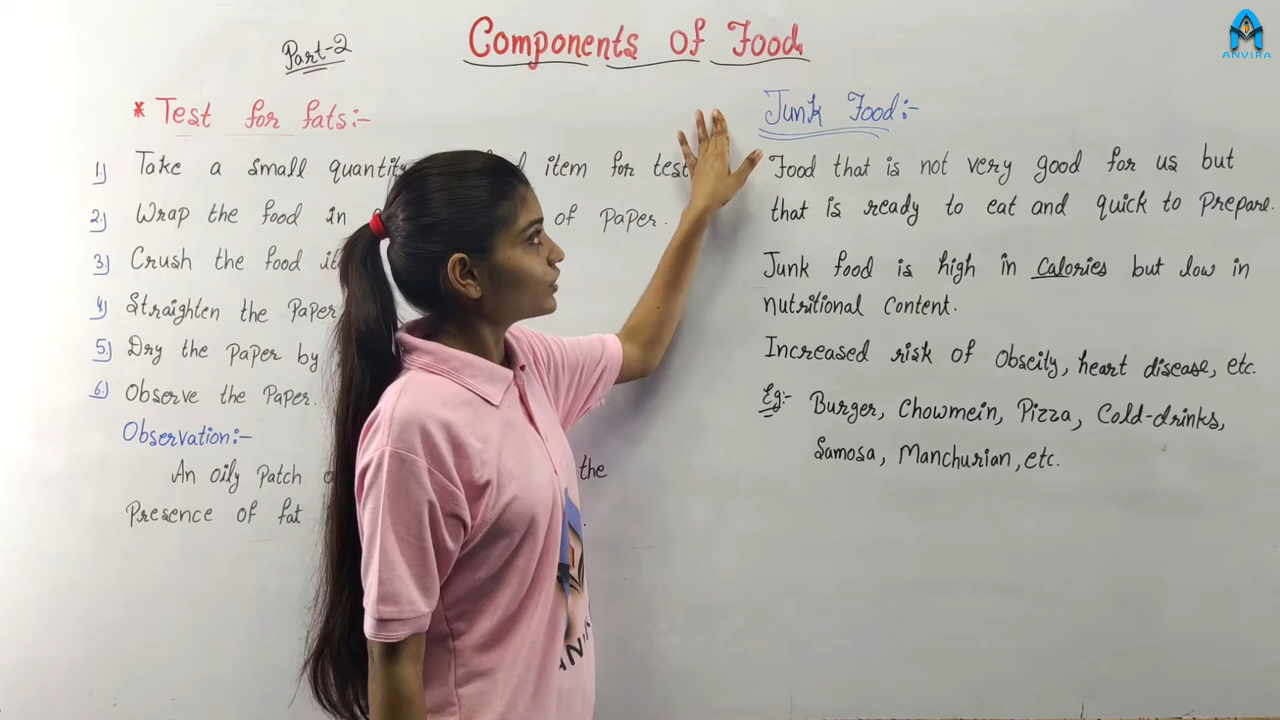 Part-2
Components of Food
ANVIRA
* Test for fats:-
1.) Take a small quantity item for test
2.) Wrap the food in of paper.
3.) Crush the food
4.) Straighten the Paper
5.) Dry the paper by
6.) Observe the Paper.
Observation:-
An oily patch the
Presence of fat
Junk Food:-
Food that is not very good for us but
that is ready to eat and quick to Prepare.
Junk food is high in Calories but low in
nutritional content.
Increased risk of Obseity, heart disease, etc.
Eg:- Burger, Chowmein, Pizza, Cold-drinks,
Samosa, Manchurian, etc.